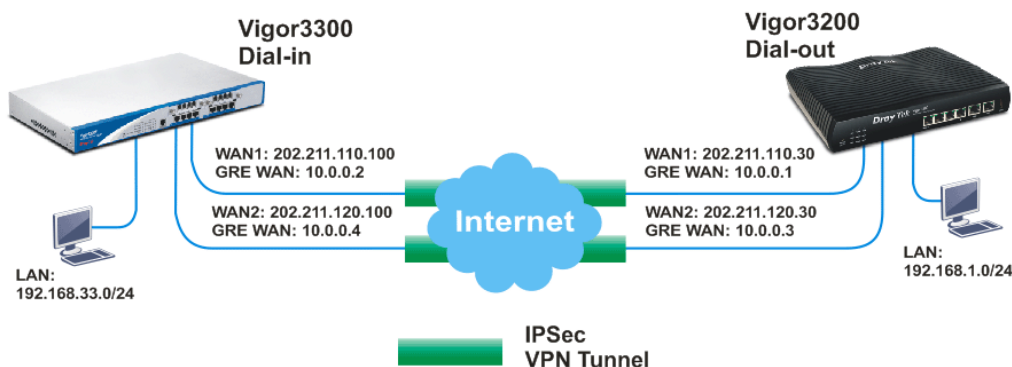 Vigor3300
Dial-in
Vigor3200
Dial-out
DrayTek
DrayTek
WAN1: 202.211.110.100
GRE WAN: 10.0.0.2
WAN1: 202.211.110.30
GRE WAN: 10.0.0.1
WAN2: 202.211.120.100
GRE WAN: 10.0.0.4
Internet
WAN2: 202.211.120.30
GRE WAN: 10.0.0.3
LAN:
192.168.33.0/24
LAN:
192.168.1.0/24
IPSec
VPN Tunnel